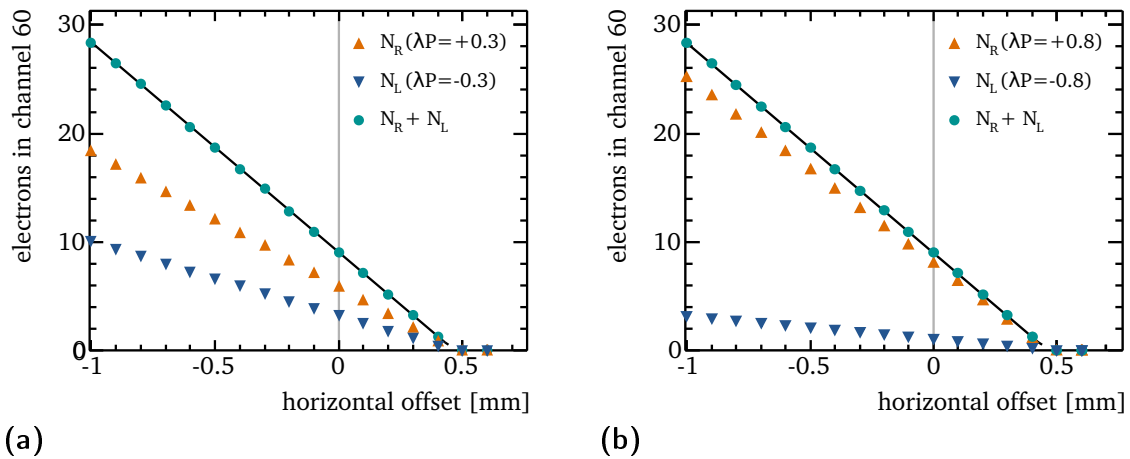 electrons in channel 60
30
20
10
0
-1
-0.5
0
0.5
horizontal offset [mm]
N_R (λP=+0.3)
N_L (λP=-0.3)
N_R + N_L
(a)
electrons in channel 60
30
20
10
0
-1
-0.5
0
0.5
horizontal offset [mm]
N_R (λP=+0.8)
N_L (λP=-0.8)
N_R + N_L
(b)